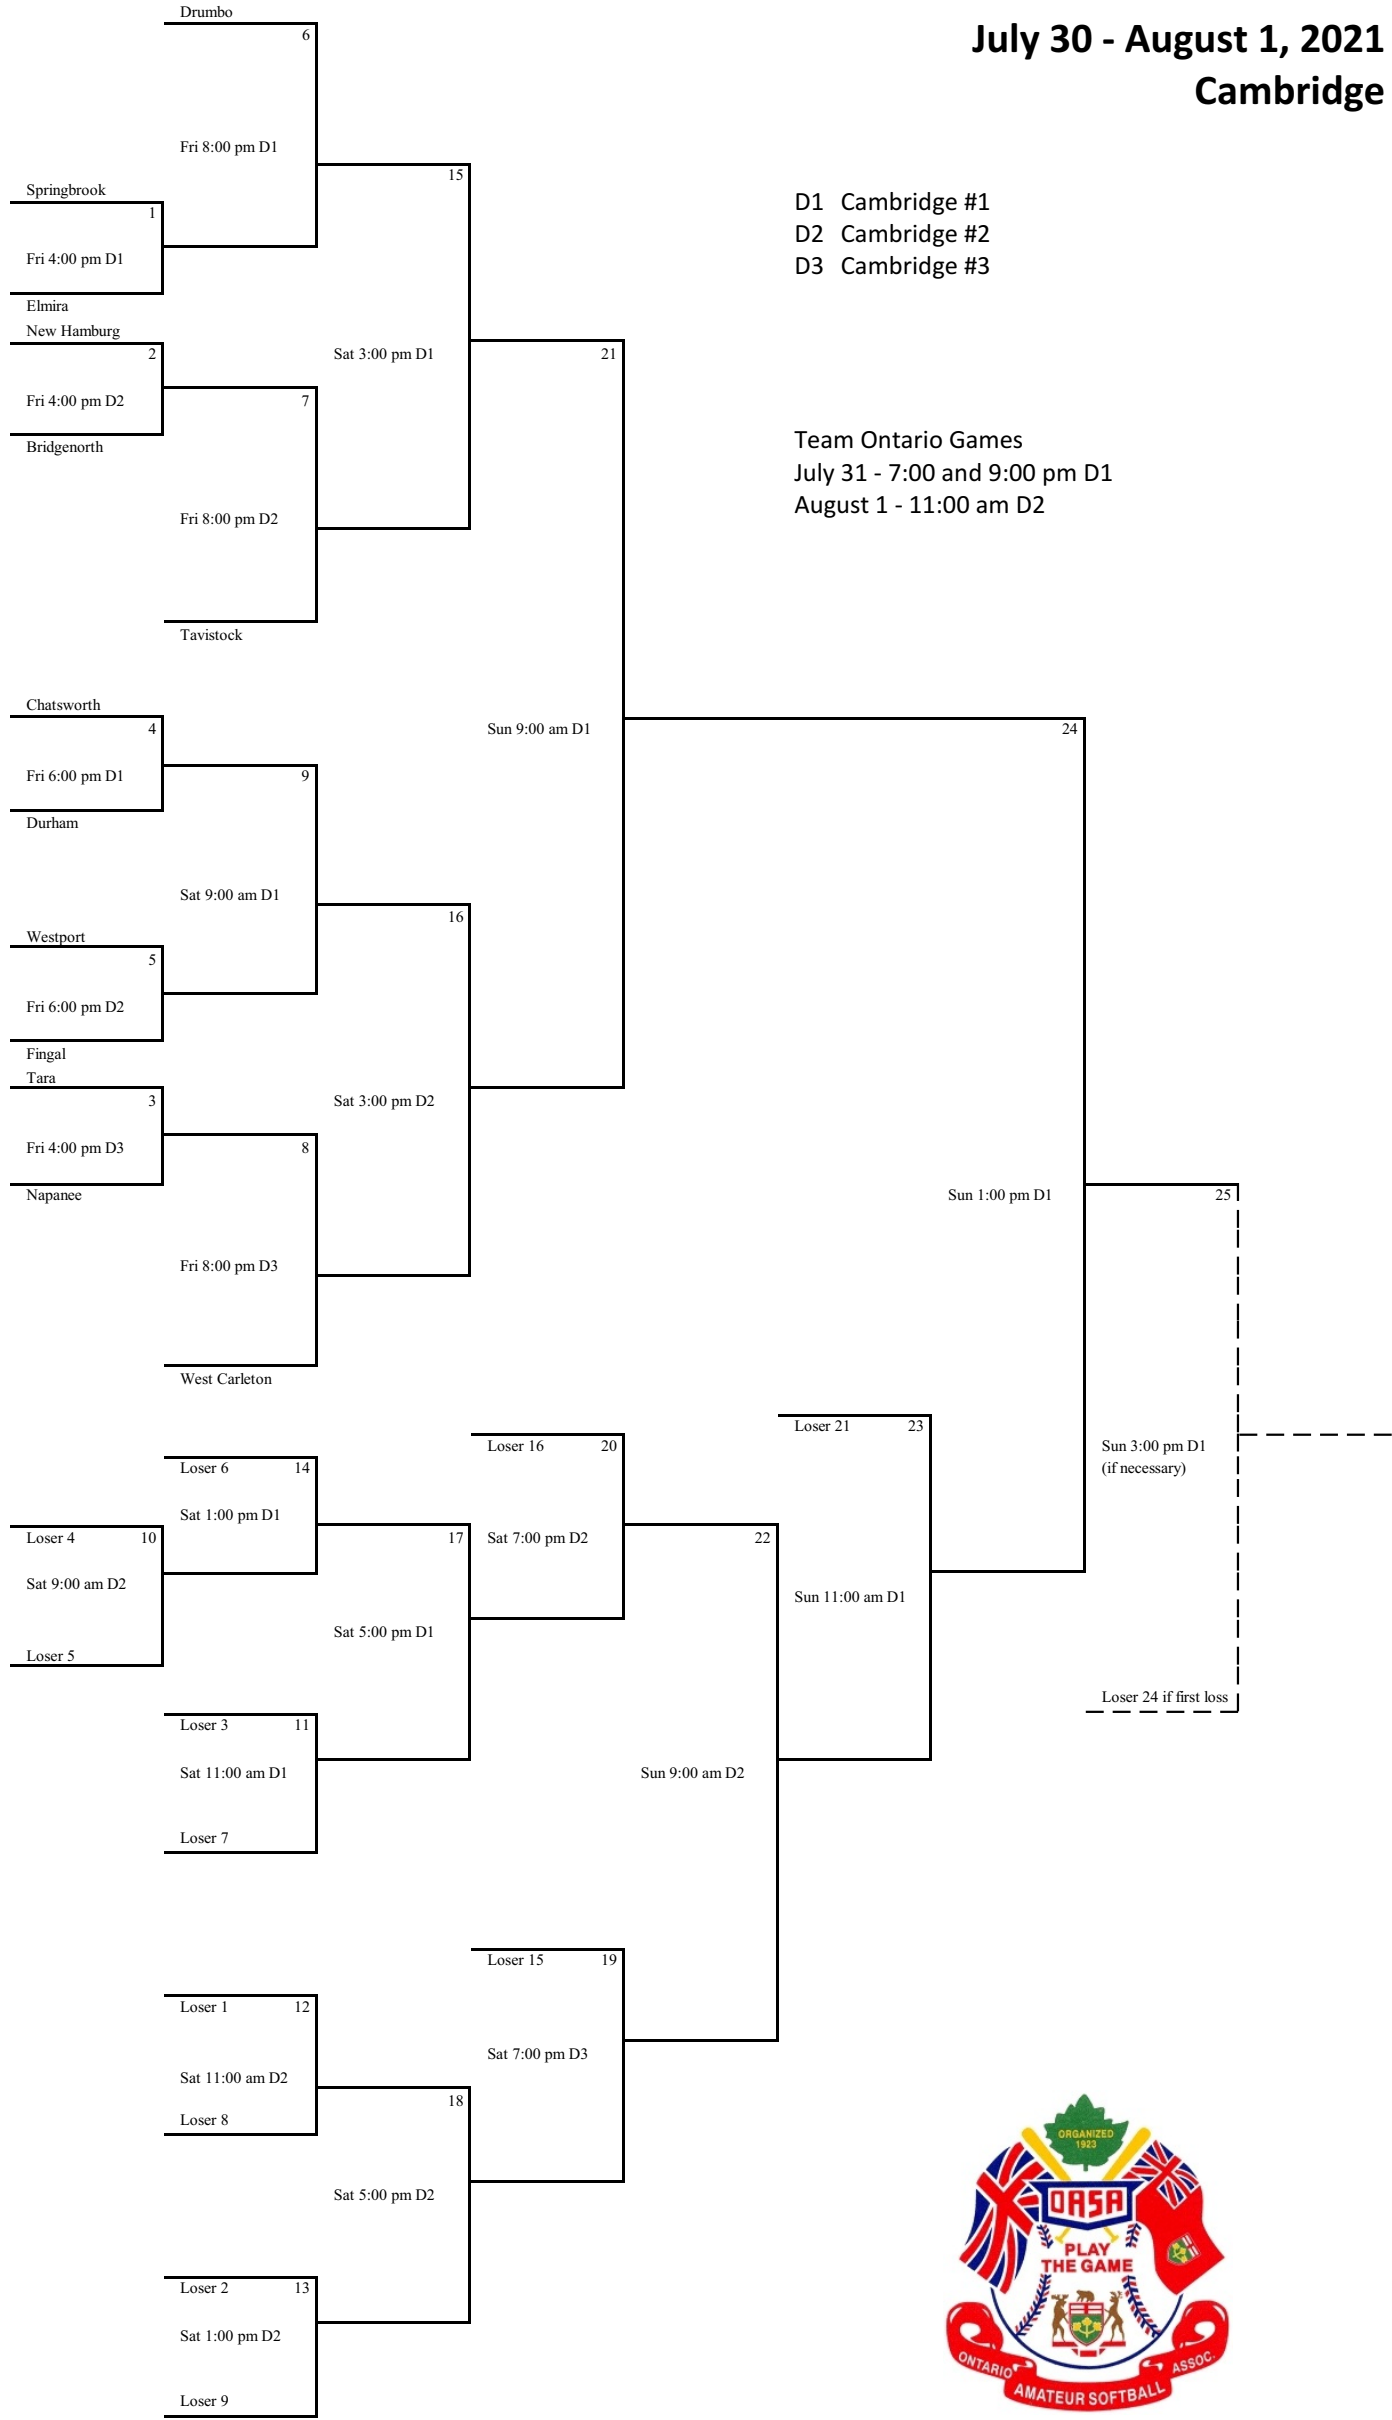 July 30 - August 1, 2021
Cambridge
D1 Cambridge #1
D2 Cambridge #2
D3 Cambridge #3
Team Ontario Games
July 31 - 7:00 and 9:00 pm D1
August 1 - 11:00 am D2
Drumbo
6
Fri 8:00 pm D1
15
Springbrook
1
Fri 4:00 pm D1
Elmira
New Hamburg
2
Sat 3:00 pm D1
21
Fri 4:00 pm D2
7
Bridgenorth
Fri 8:00 pm D2
Tavistock
Chatsworth
4
Sun 9:00 am D1
24
Fri 6:00 pm D1
9
Durham
Sat 9:00 am D1
16
Westport
5
Fri 6:00 pm D2
Fingal
Tara
3
Sat 3:00 pm D2
Fri 4:00 pm D3
8
Napanee
Sun 1:00 pm D1
25
Fri 8:00 pm D3
West Carleton
Loser 21 23
Loser 16 20
Sun 3:00 pm D1
(if necessary)
Loser 6 14
Sat 1:00 pm D1
Loser 4 10
17
Sat 7:00 pm D2
22
Sat 9:00 am D2
Sun 11:00 am D1
Sat 5:00 pm D1
Loser 5
Loser 24 if first loss
Loser 3 11
Sat 11:00 am D1
Sun 9:00 am D2
Loser 7
Loser 15 19
Loser 1 12
Sat 7:00 pm D3
Sat 11:00 am D2
18
Loser 8
Sat 5:00 pm D2
Loser 2 13
Sat 1:00 pm D2
Loser 9
ORGANIZED
1923
OASA
PLAY
THE GAME
ONTARIO AMATEUR SOFTBALL ASSOC.